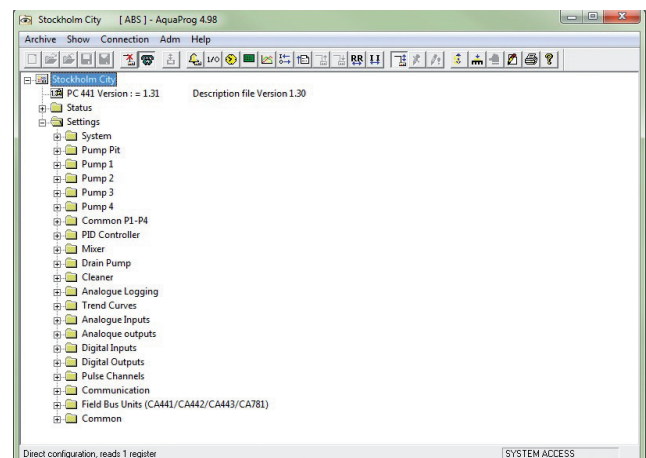 Stockholm City [ ABS ] - AquaProg 4.98
Archive Show Connection Adm Help
Stockholm City
PC 441 Version : = 1.31 Description file Version 1.30
Status
Settings
System
Pump Pit
Pump 1
Pump 2
Pump 3
Pump 4
Common P1-P4
PID Controller
Mixer
Drain Pump
Cleaner
Analogue Logging
Trend Curves
Analogue Inputs
Analoque outputs
Digital Inputs
Digital Outputs
Pulse Channels
Communication
Field Bus Units (CA441/CA442/CA443/CA781)
Common
Direct configuration, reads 1 register SYSTEM ACCESS